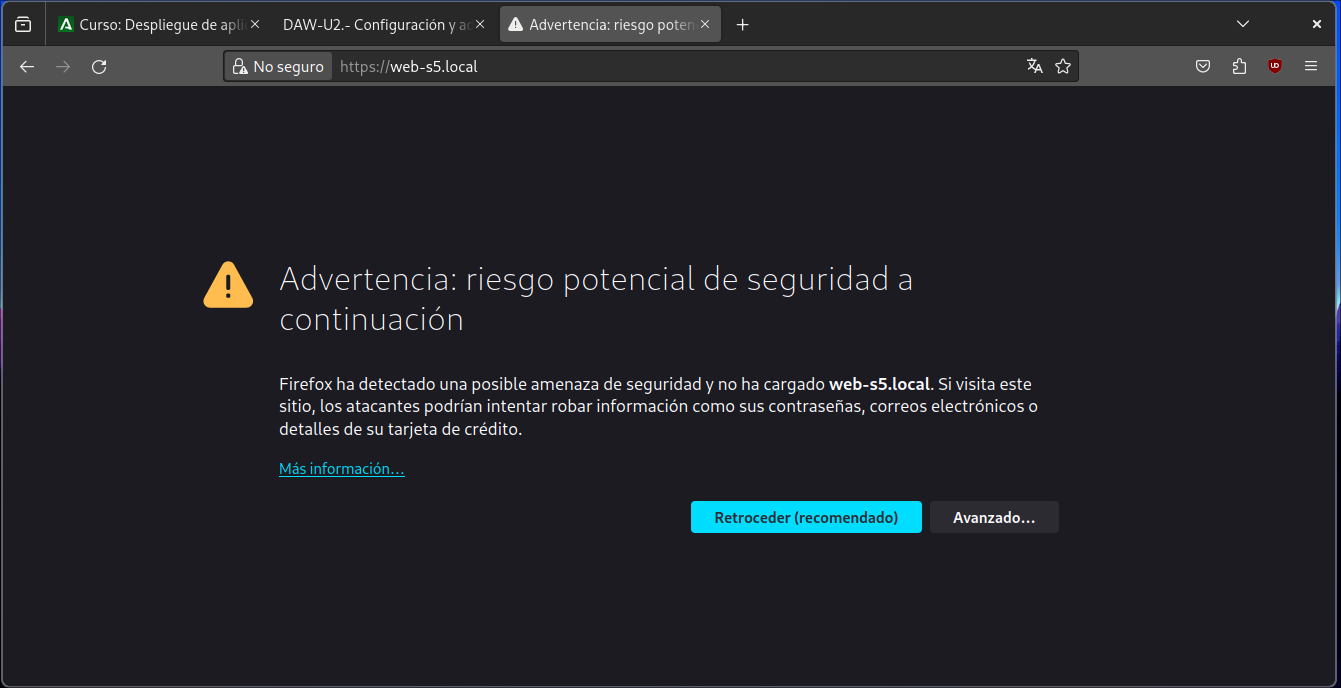 Curso: Despliegue de apli
DAW-U2.- Configuración y ad
Advertencia: riesgo poten
No seguro
https://web-s5.local
Advertencia: riesgo potencial de seguridad a
continuación
Firefox ha detectado una posible amenaza de seguridad y no ha cargado web-s5.local. Si visita este
sitio, los atacantes podrían intentar robar información como sus contraseñas, correos electrónicos o
detalles de su tarjeta de crédito.
Más información...
Retroceder (recomendado)
Avanzado...